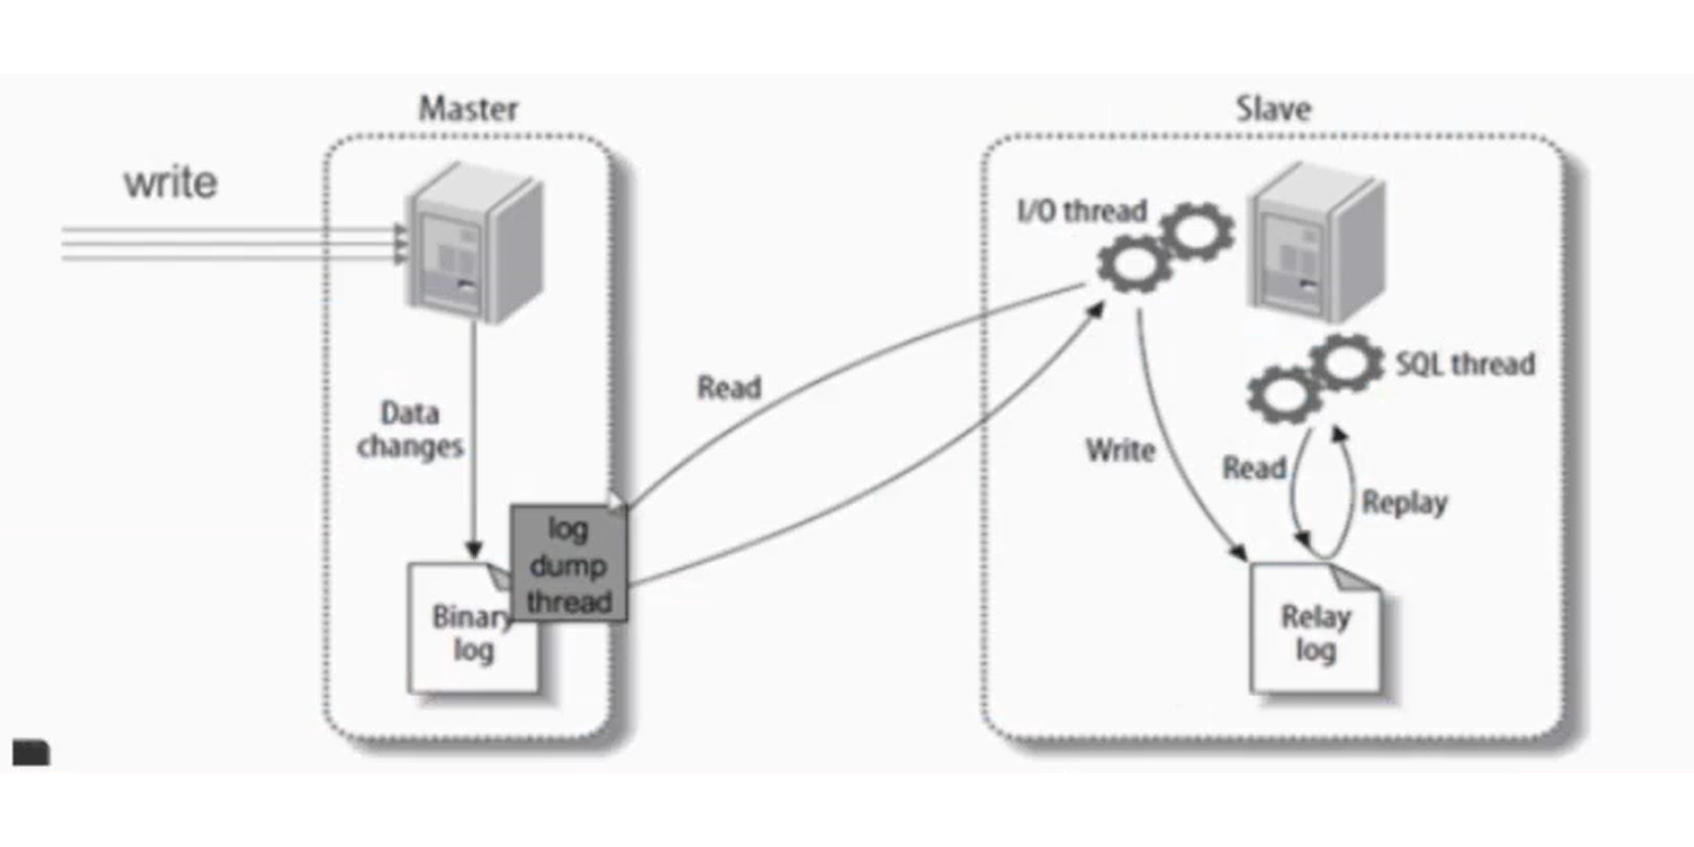 Master
Slave
write
I/O thread
SQL thread
Data
changes
Read
Write
Read
Replay
log
dump
thread
Binary
log
Relay
log